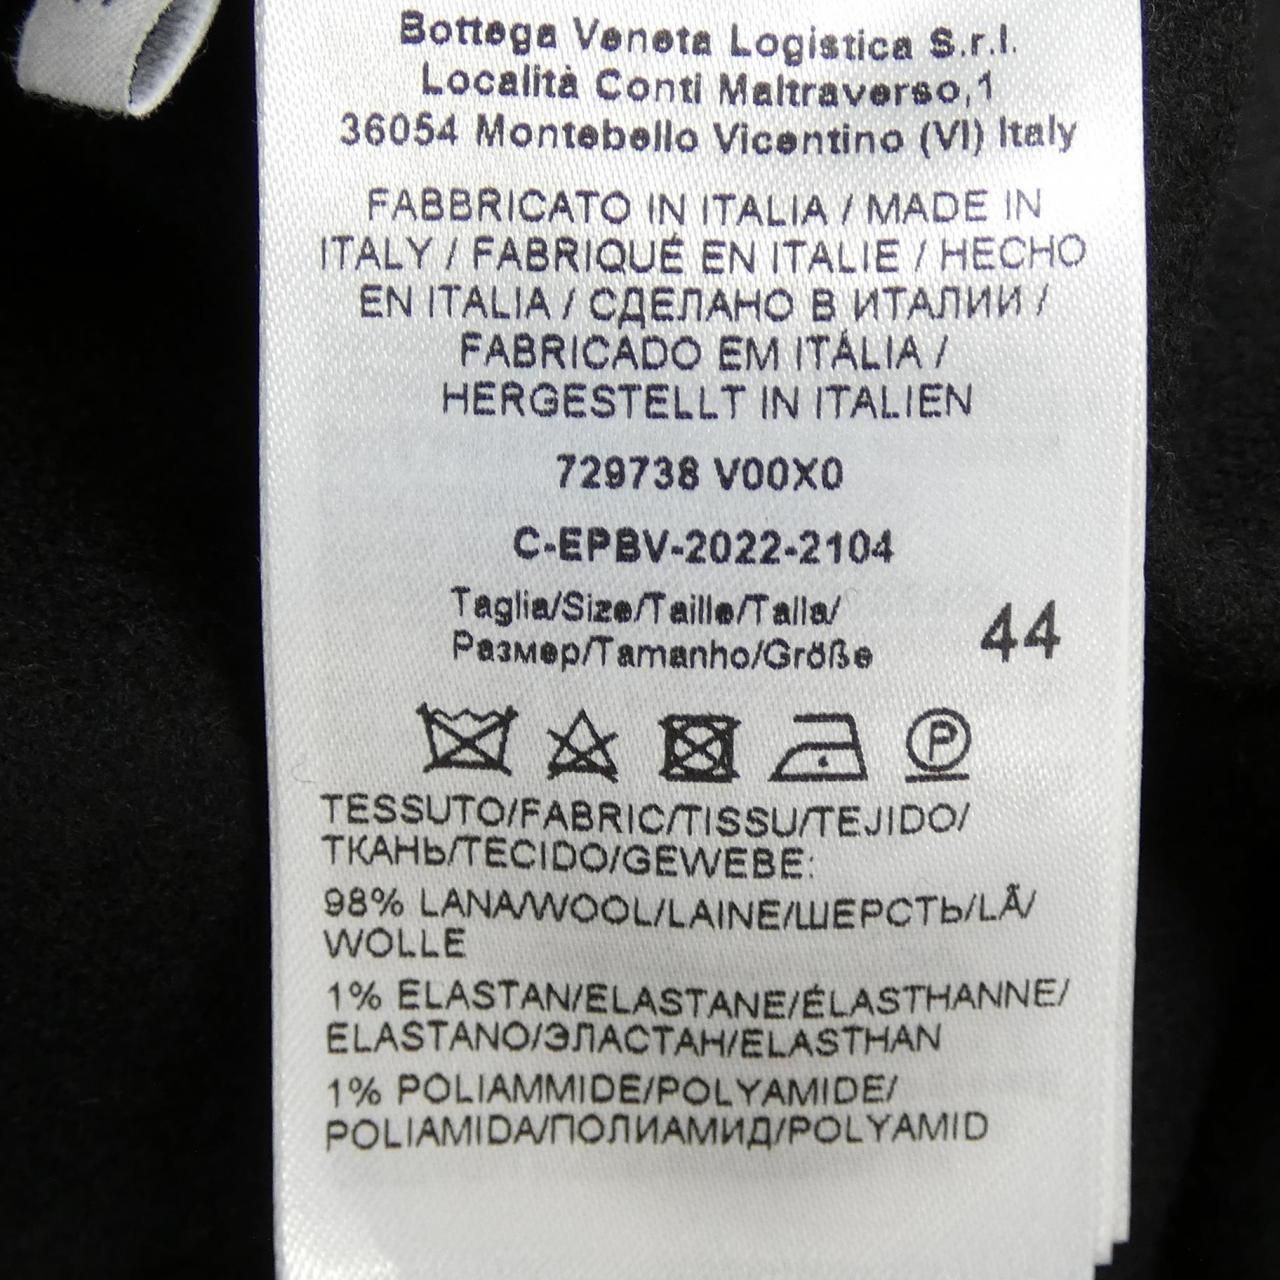 Bottega Veneta Logistica S.r.l.
Località Conti Maltraverso,1
36054 Montebello Vicentino (VI) Italy
FABBRICATO IN ITALIA / MADE IN
ITALY / FABRIQUÉ EN ITALIE / HECHO
EN ITALIA / СДЕЛАНО В ИТАЛИИ /
FABRICADO EM ITÁLIA /
HERGESTELLT IN ITALIEN
729738 V00X0
C-EPBV-2022-2104
Taglia/Size/Taille/Talla/
Размер/Tamanho/Größe
44
P
TESSUTO/FABRIC/TISSU/TEJIDO/
ТКАНЬ/TECIDO/GEWEBE:
98% LANA/WOOL/LAINE/ШЕРСТЬ/LÃ/
WOLLE
1% ELASTAN/ELASTANE/ÉLASTHANNE/
ELASTANO/ЭЛАСТАН/ELASTHAN
1% POLIAMMIDE/POLYAMIDE/
POLIAMIDA/ПОЛИАМИД/POLYAMID